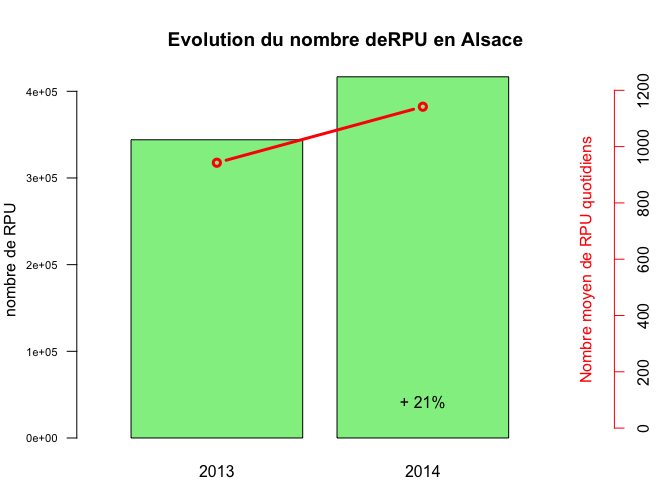 Evolution du nombre deRPU en Alsace
nombre de RPU
4e+05
3e+05
2e+05
1e+05
0e+00
+ 21%
2013
2014
Nombre moyen de RPU quotidiens
1200
1000
800
600
400
200
0